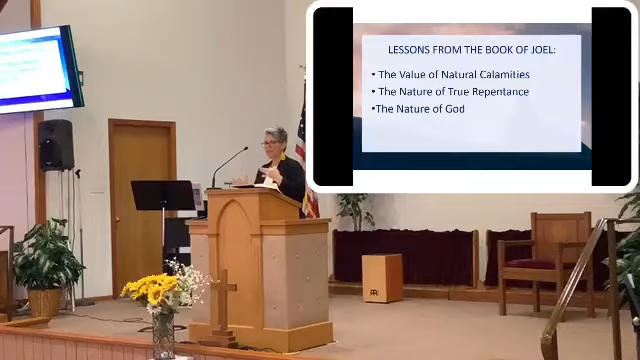 LESSONS FROM THE BOOK OF JOEL:
• The Value of Natural Calamities
• The Nature of True Repentance
•The Nature of God
MEINL